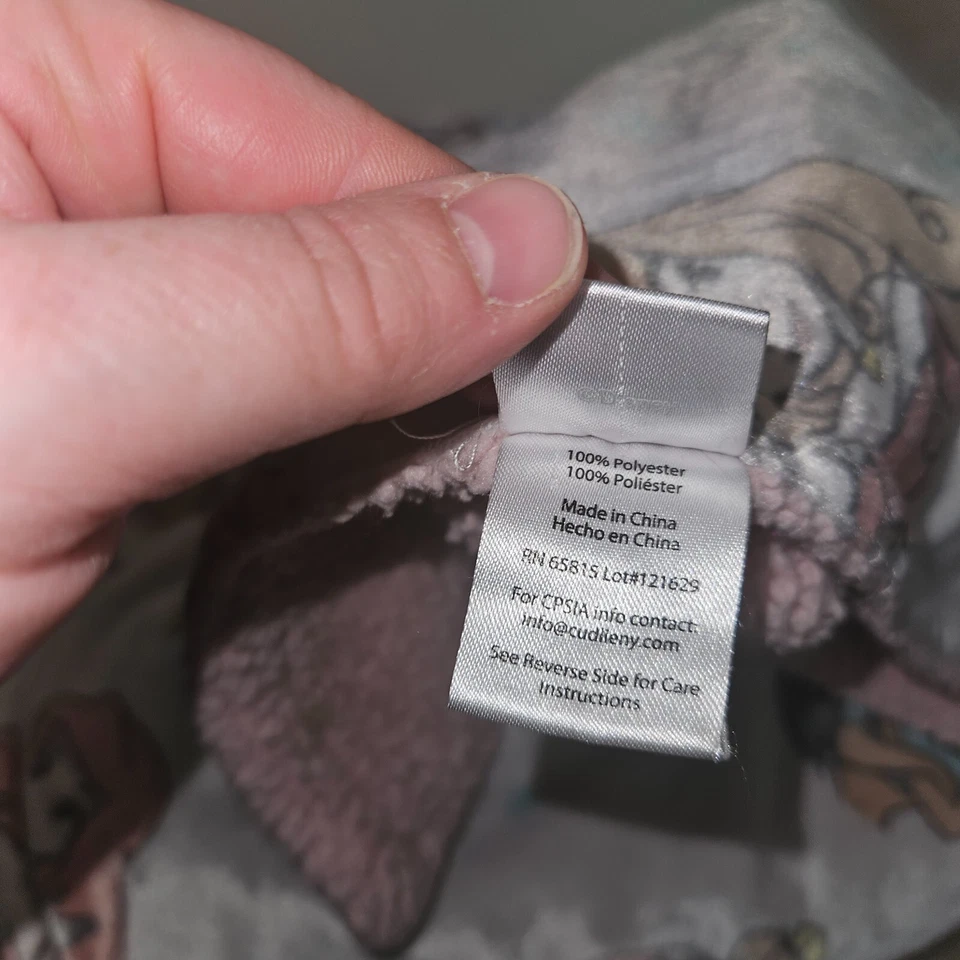 100% Polyester
100% Poliéster
Made in China
Hecho en China
RN 65815 Lot#121629
For CPSIA info contact:
info@cudlieny.com
See Reverse Side for Care
Instructions